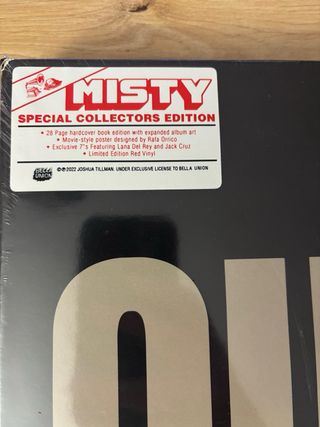 MISTY
SPECIAL COLLECTORS EDITION
• 28 Page hardcover book edition with expanded album art
• Movie-style poster designed by Rafa Orrico
• Exclusive 7"s Featuring Lana Del Rey and Jack Cruz
• Limited Edition Red Vinyl
BELLA
UNION
©℗2022 JOSHUA TILLMAN. UNDER EXCLUSIVE LICENSE TO BELLA UNION